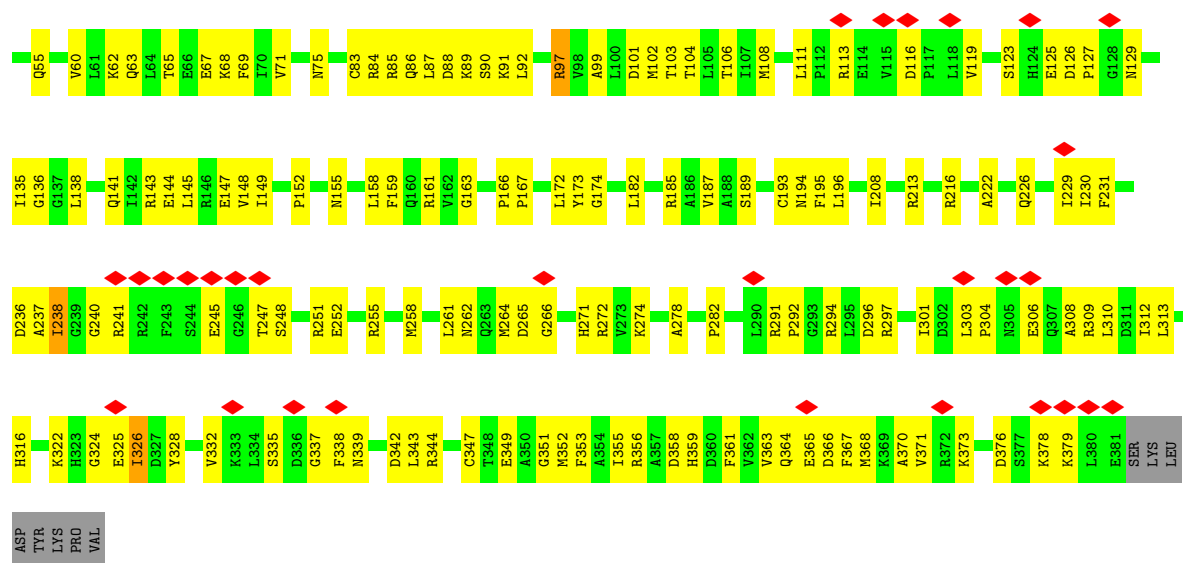 Q55 V60 L61 K62 Q63 L64 T65 E66 E67 K68 F69 I70 V71 N75 C83 R84 R85 Q86 L87 D88 K89 S90 K91 L92 R97 V98 A99 L100 D101 M102 T103 T104 L105 T106 I107 M108 L111 P112 R113 E114 V115 D116 P117 L118 V119 S123 H124 E125 D126 P127 G128 N129
I135 G136 G137 L138 Q141 I142 R143 E144 L145 R146 E147 V148 I149 P152 N155 L158 F159 Q160 R161 V162 G163 P166 P167 L172 Y173 G174 L182 R185 A186 V187 A188 S189 C193 N194 F195 L196 I208 R213 R216 A222 Q226 I229 I230 F231
D236 A237 I238 G239 G240 R241 R242 F243 S244 E245 G246 T247 S248 R251 E252 R255 M258 L261 N262 Q263 M264 D265 G266 H271 R272 V273 K274 A278 P282 L290 R291 P292 G293 R294 L295 D296 R297 I301 D302 L303 P304 N305 E306 Q307 A308 R309 L310 D311 I312 L313
H316 K322 H323 G324 E325 I326 D327 Y328 V332 K333 L334 S335 D336 G337 F338 N339 D342 L343 R344 C347 T348 E349 A350 G351 M352 F353 A354 I355 R356 A357 D358 H359 D360 F361 V362 V363 Q364 E365 D366 F367 M368 K369 A370 V371 R372 K373 D376 S377 K378 K379 L380 E381 SER LYS LEU
ASP TYR LYS PRO VAL